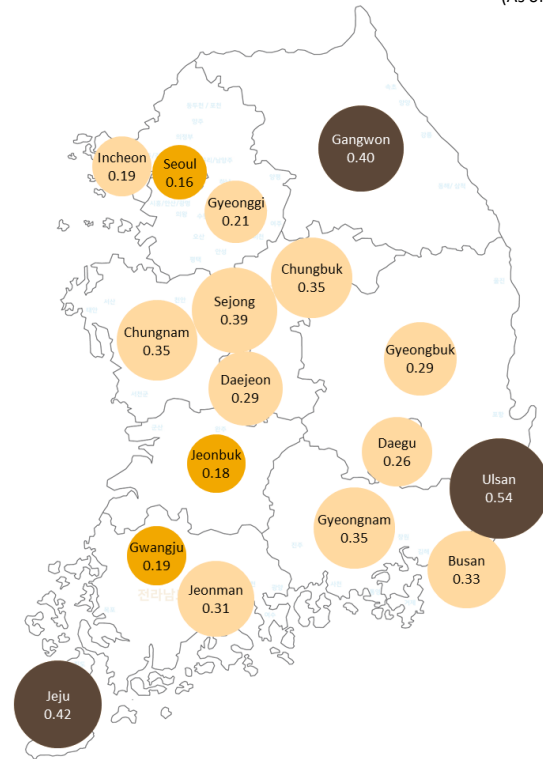 (As of
Gangwon
0.40
Incheon
0.19
Seoul
0.16
Gyeonggi
0.21
Chungbuk
0.35
Sejong
0.39
Chungnam
0.35
Gyeongbuk
0.29
Daejeon
0.29
Daegu
0.26
Jeonbuk
0.18
Ulsan
0.54
Gyeongnam
0.35
Gwangju
0.19
Busan
0.33
Jeonman
0.31
전라남
Jeju
0.42